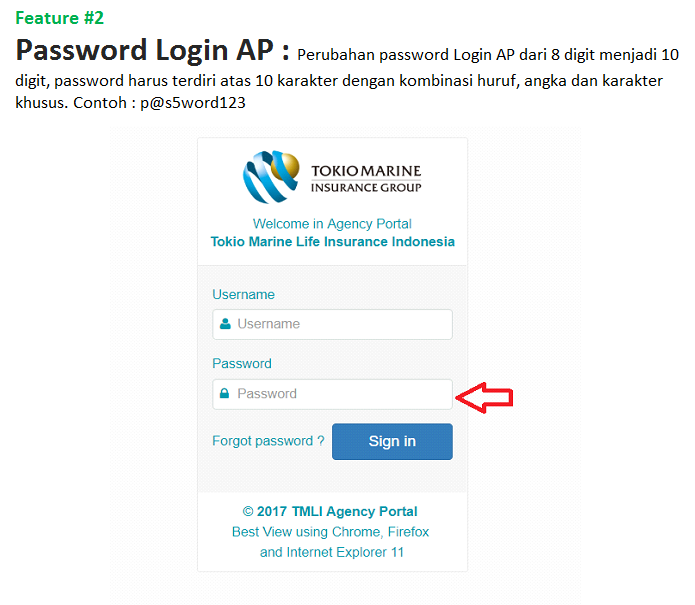 Feature #2
Password Login AP : Perubahan password Login AP dari 8 digit menjadi 10
digit, password harus terdiri atas 10 karakter dengan kombinasi huruf, angka dan karakter
khusus. Contoh : p@s5word123
TOKIO MARINE
INSURANCE GROUP
Welcome in Agency Portal
Tokio Marine Life Insurance Indonesia
Username
Username
Password
Password
Forgot password ? Sign in
© 2017 TMLI Agency Portal
Best View using Chrome, Firefox
and Internet Explorer 11